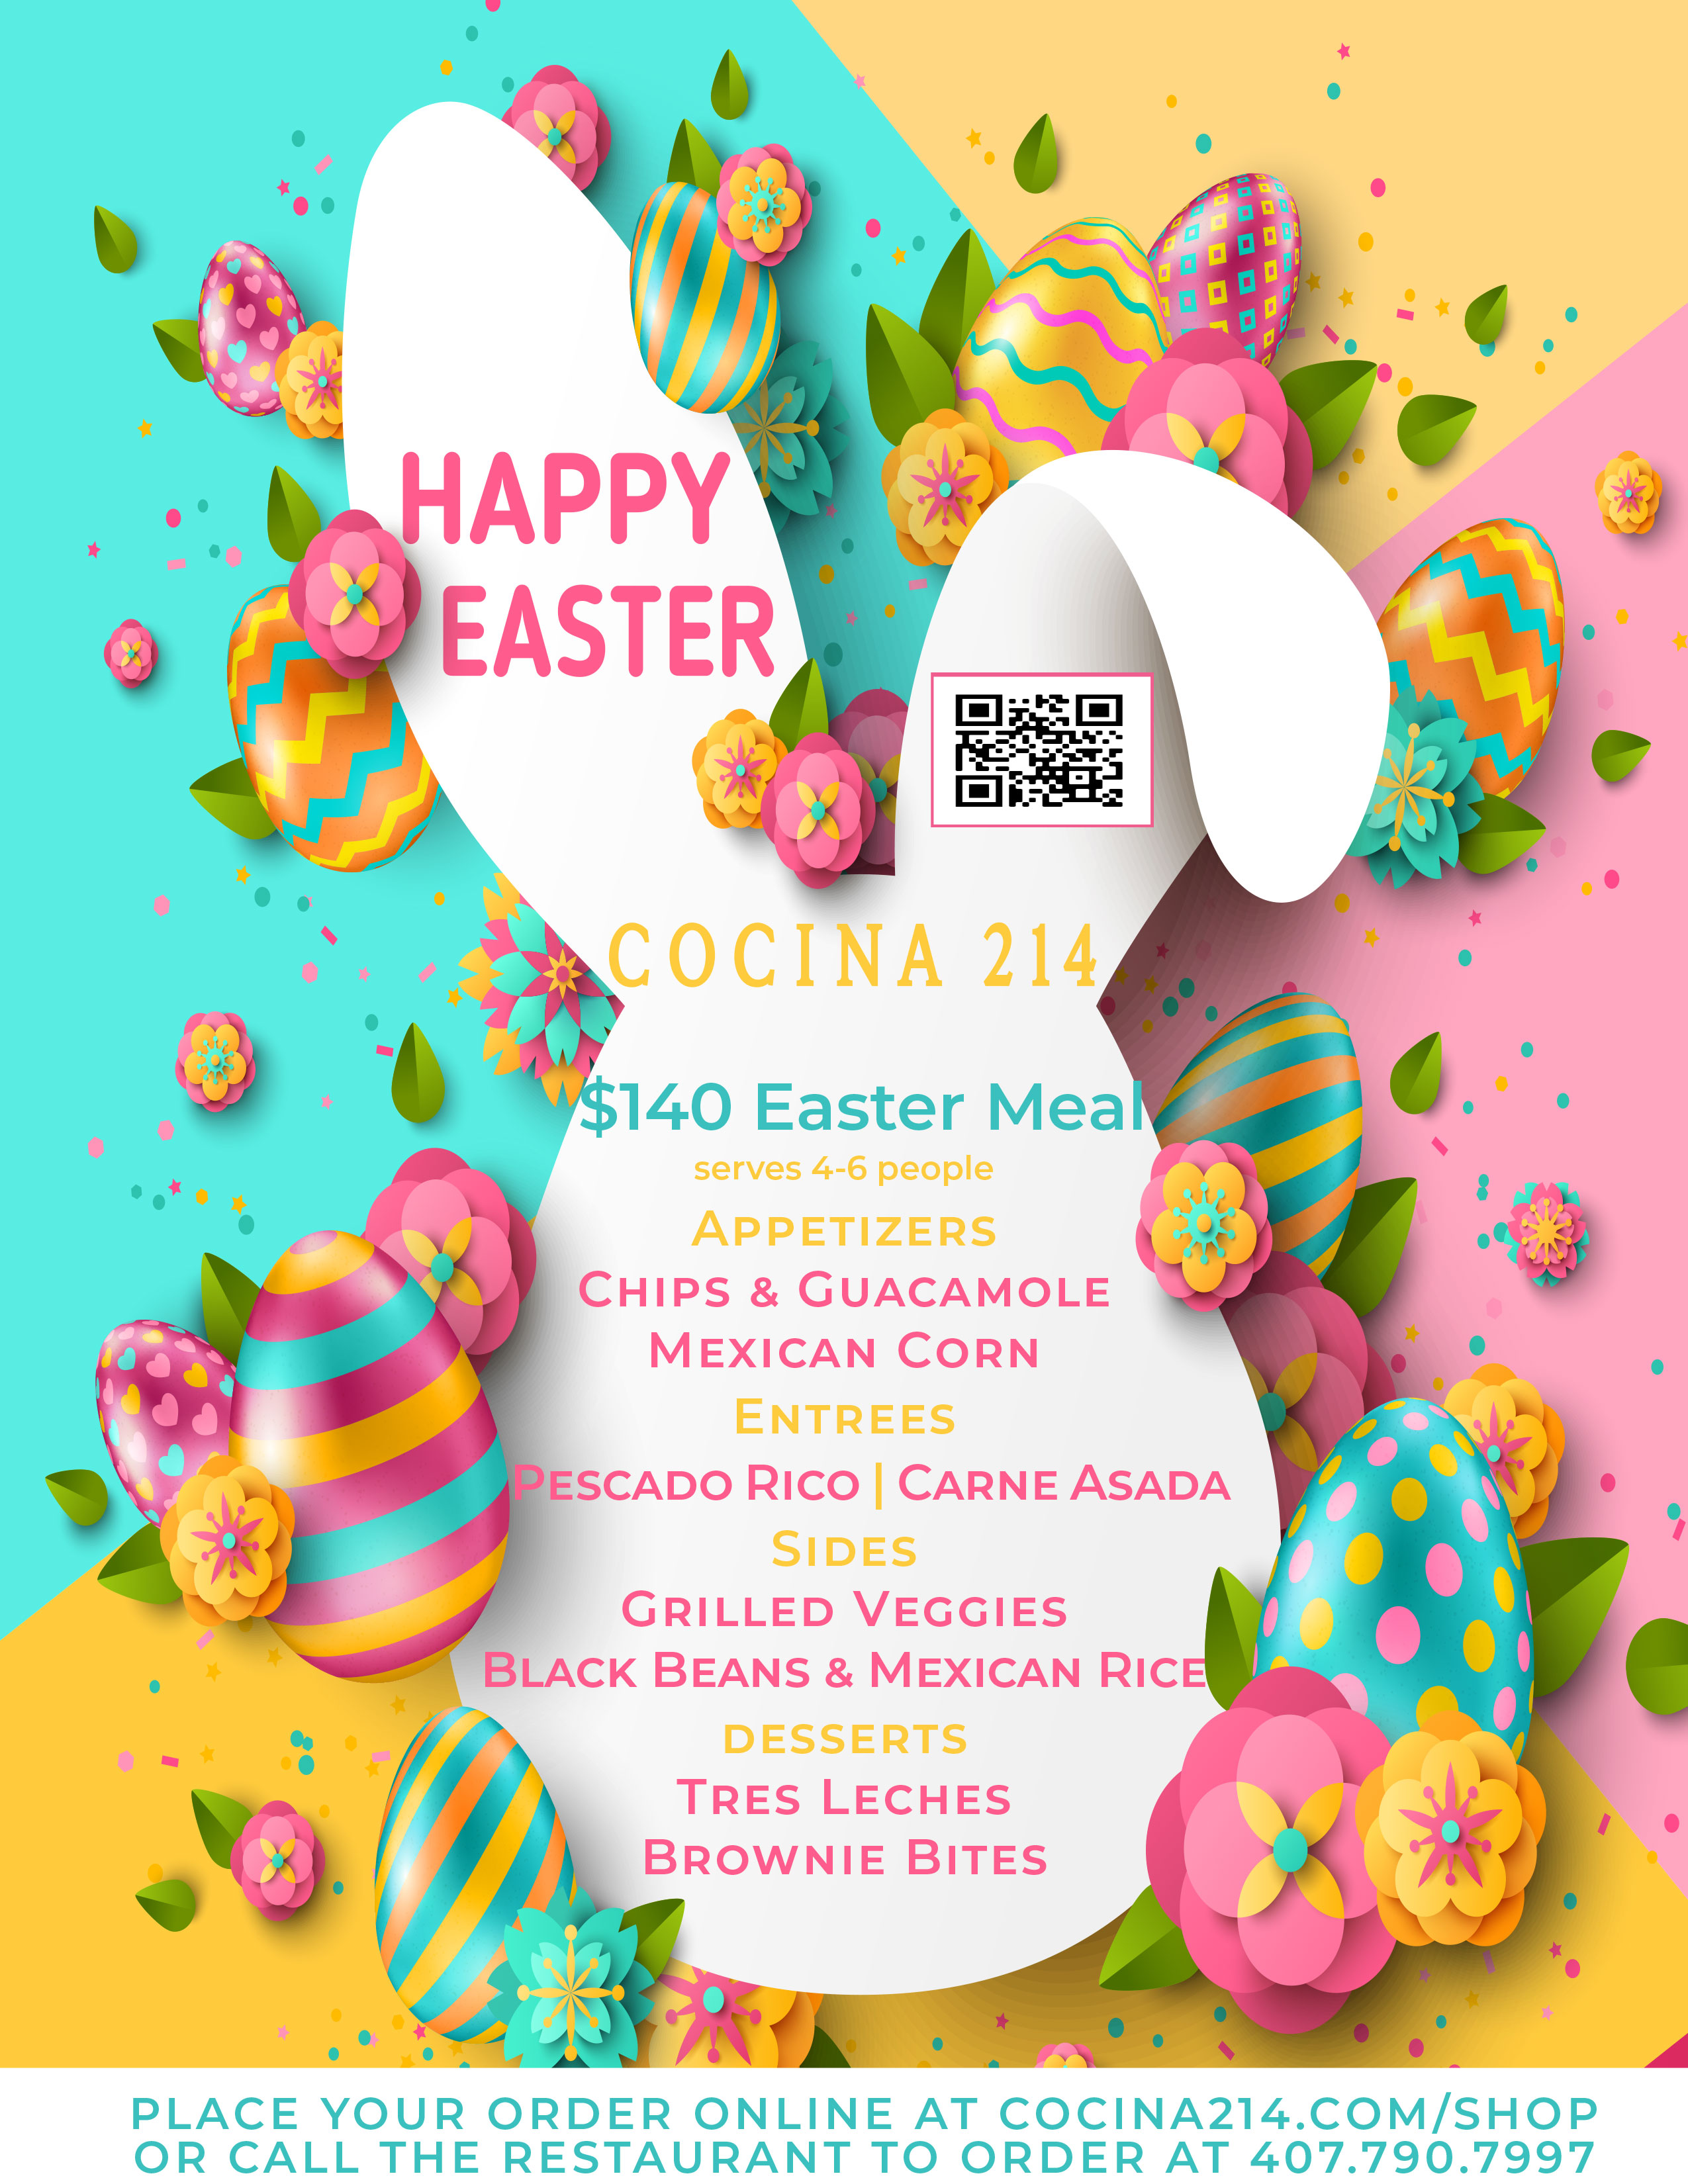 HAPPY
EASTER
COCINA 214
$140 Easter Meal
serves 4-6 people
APPETIZERS
CHIPS & GUACAMOLE
MEXICAN CORN
ENTREES
PESCADO RICO | CARNE ASADA
SIDES
GRILLED VEGGIES
BLACK BEANS & MEXICAN RICE
DESSERTS
TRES LECHES
BROWNIE BITES
PLACE YOUR ORDER ONLINE AT COCINA214.COM/SHOP
OR CALL THE RESTAURANT TO ORDER AT 407.790.7997